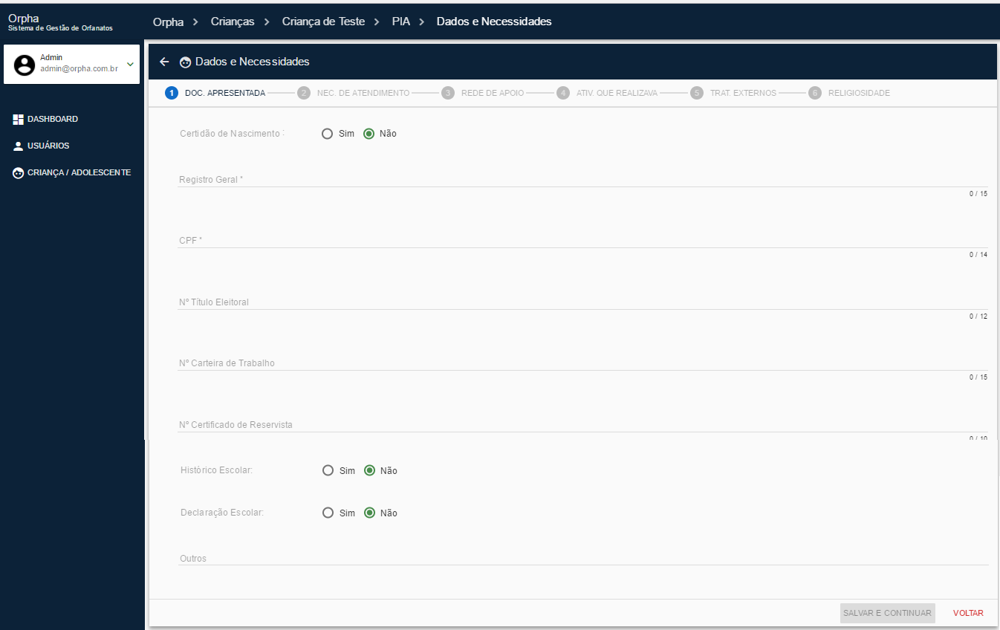 Orpha
Sistema de Gestão de Orfanatos
Orpha > Crianças > Criança de Teste > PIA > Dados e Necessidades
Admin
admin@orpha.com.br
DASHBOARD
USUÁRIOS
CRIANÇA / ADOLESCENTE
Dados e Necessidades
1 DOC. APRESENTADA 2 NEC. DE ATENDIMENTO 3 REDE DE APOIO 4 ATIV. QUE REALIZAVA 5 TRAT. EXTERNOS 6 RELIGIOSIDADE
Certidão de Nascimento : Sim Não
Registro Geral *
0 / 15
CPF *
0 / 14
Nº Título Eleitoral
0 / 12
Nº Carteira de Trabalho
0 / 15
Nº Certificado de Reservista
0 / 10
Histórico Escolar: Sim Não
Declaração Escolar: Sim Não
Outros
SALVAR E CONTINUAR VOLTAR